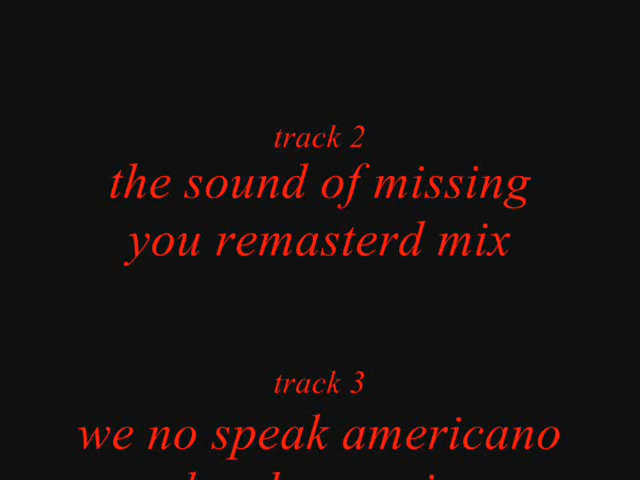 track 2
the sound of missing
you remasterd mix
track 3
we no speak americano